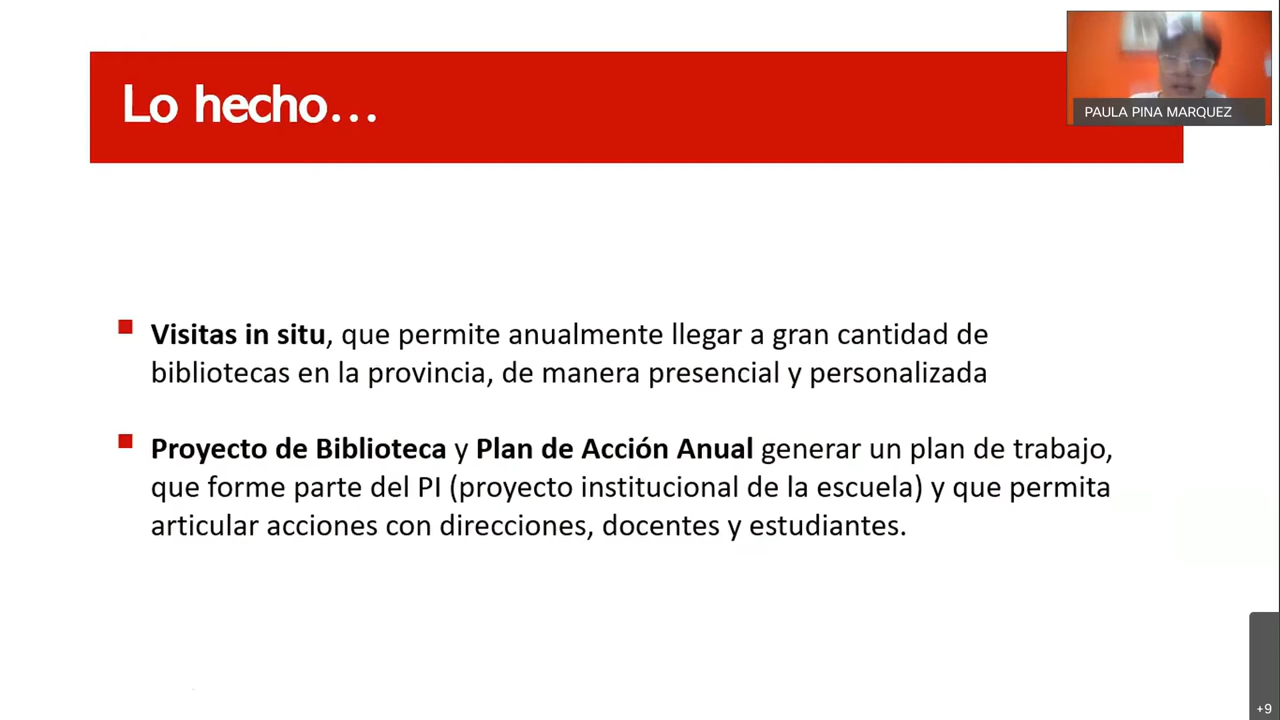 Lo hecho...
PAULA PINA MARQUEZ
Visitas in situ, que permite anualmente llegar a gran cantidad de
bibliotecas en la provincia, de manera presencial y personalizada
Proyecto de Biblioteca y Plan de Acción Anual generar un plan de trabajo,
que forme parte del PI (proyecto institucional de la escuela) y que permita
articular acciones con direcciones, docentes y estudiantes.
+9